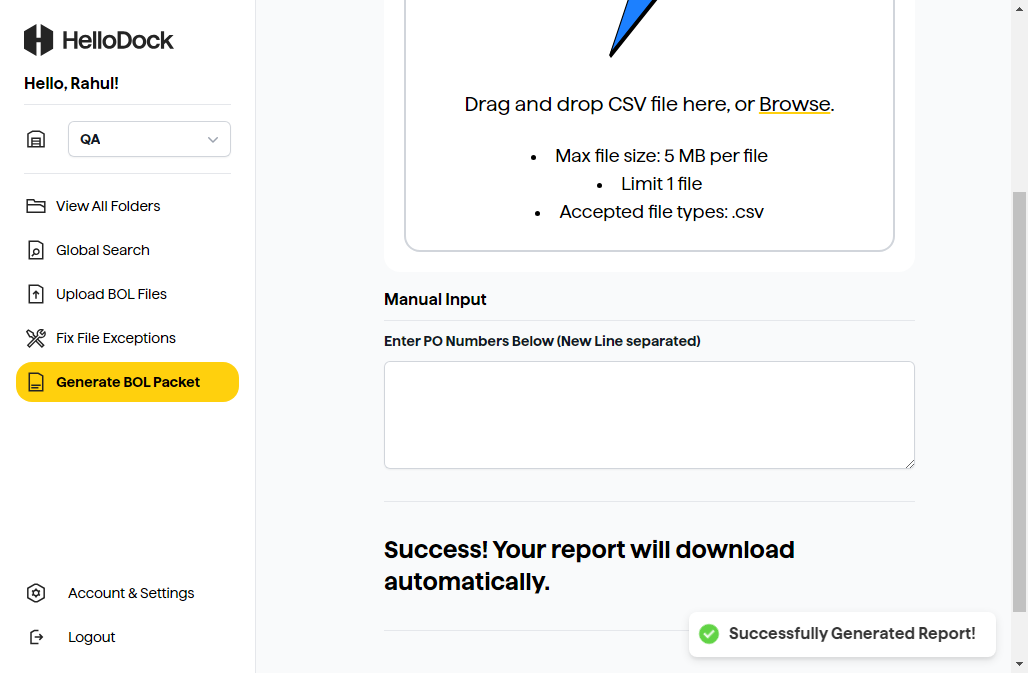 HelloDock
Hello, Rahul!
QA
View All Folders
Global Search
Upload BOL Files
Fix File Exceptions
Generate BOL Packet
Account & Settings
Logout
Drag and drop CSV file here, or Browse.
• Max file size: 5 MB per file
• Limit 1 file
• Accepted file types: .csv
Manual Input
Enter PO Numbers Below (New Line separated)
Success! Your report will download
automatically.
Successfully Generated Report!